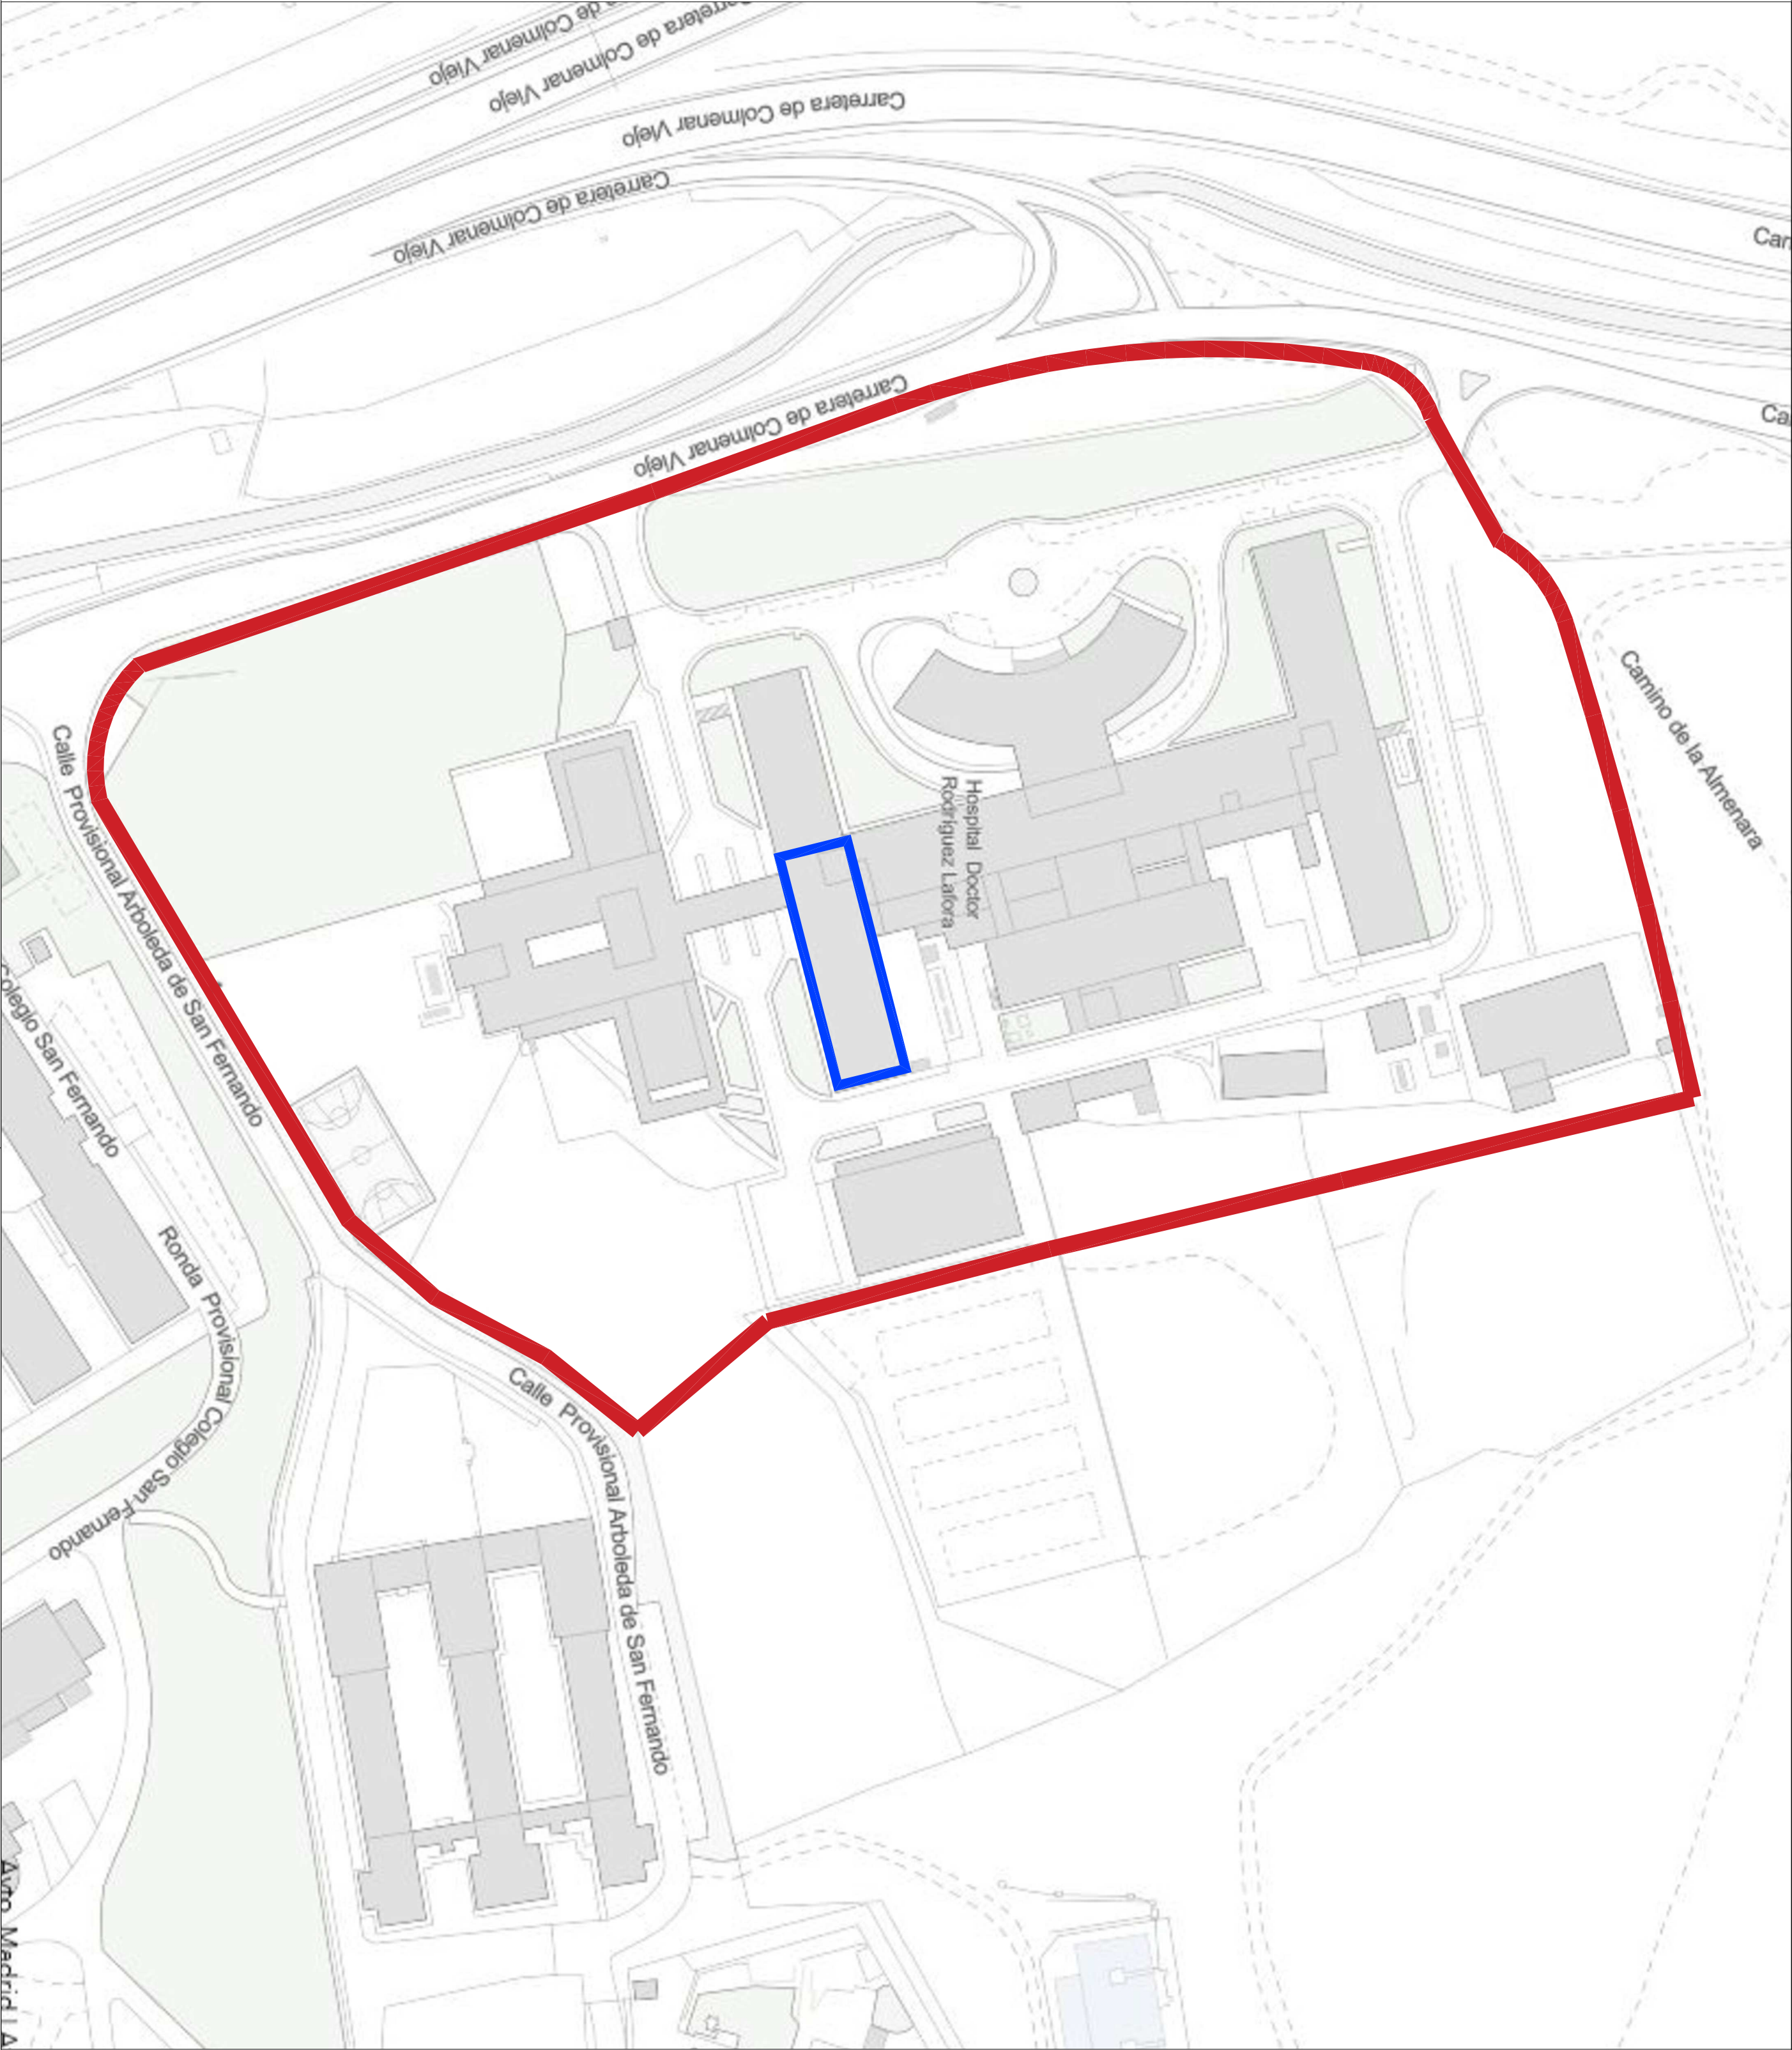 Carretera de Colmenar Viejo
Carretera de Colmenar Viejo
Carretera de Colmenar Viejo
Carretera de Colmenar Viejo
Carretera de Colmenar Viejo
Camino de la Almenara
Calle Provisional Arboleda de San Fernando
Hospital Doctor
Rodríguez Lafora
Colegio San Fernando
Ronda Provisional Colegio San Fernando
Calle Provisional Arboleda de San Fernando
Ayto. Madrid | A